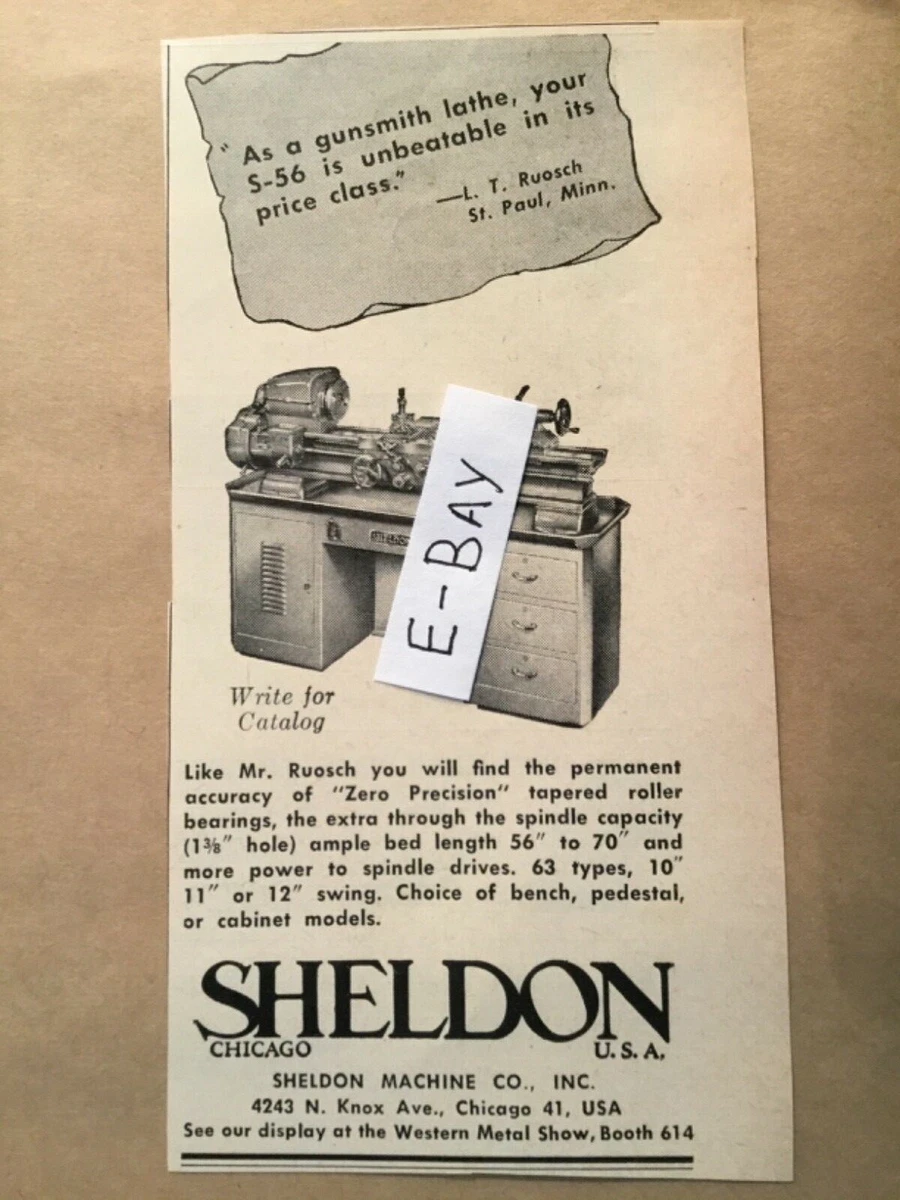 "As a gunsmith lathe, your
S-56 is unbeatable in its
price class."
—L. T. Ruosch
St. Paul, Minn.
SHELDON
E-BAY
Write for
Catalog
Like Mr. Ruosch you will find the permanent
accuracy of "Zero Precision" tapered roller
bearings, the extra through the spindle capacity
(1⅜" hole) ample bed length 56" to 70" and
more power to spindle drives. 63 types, 10"
11" or 12" swing. Choice of bench, pedestal,
or cabinet models.
SHELDON
CHICAGO U. S. A.
SHELDON MACHINE CO., INC.
4243 N. Knox Ave., Chicago 41, USA
See our display at the Western Metal Show, Booth 614